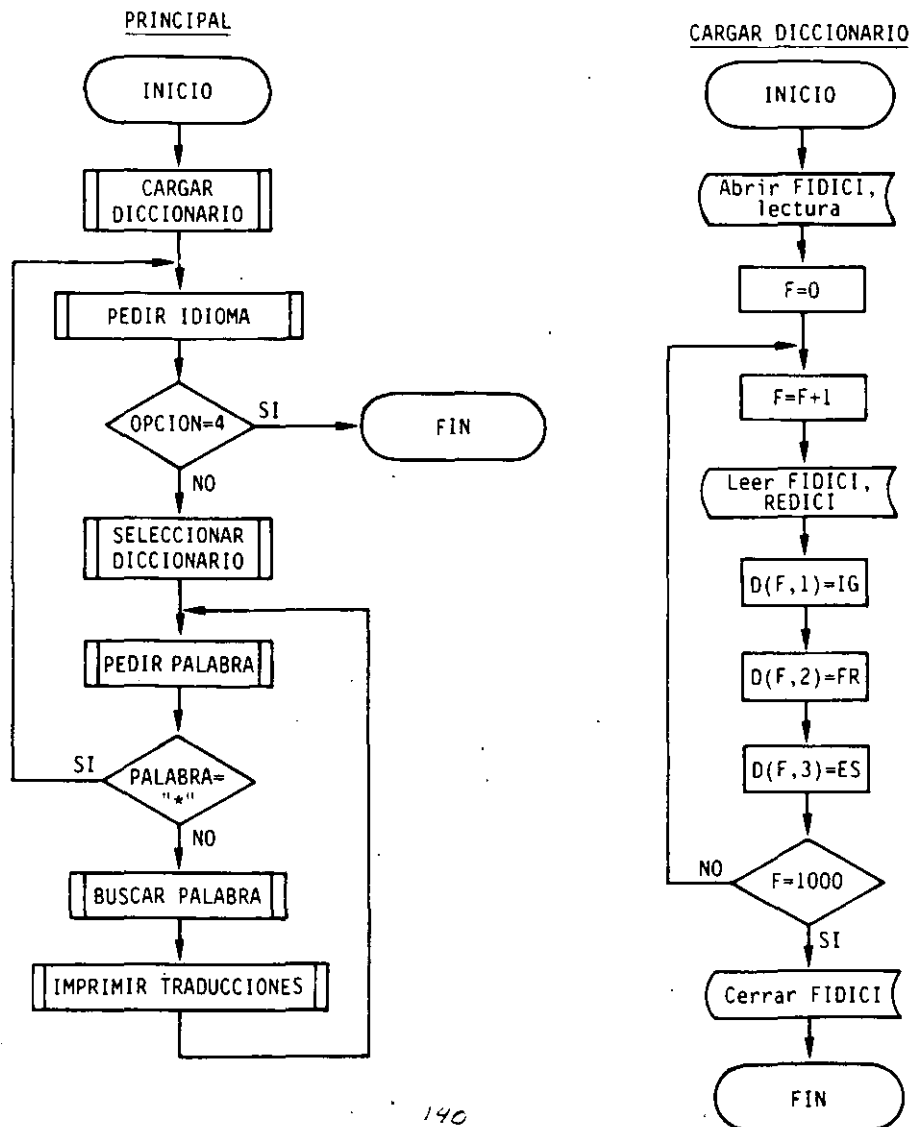 PRINCIPAL
INICIO
CARGAR
DICCIONARIO
PEDIR IDIOMA
OPCION=4
SI
FIN
NO
SELECCIONAR
DICCIONARIO
PEDIR PALABRA
SI
PALABRA=
"*"
NO
BUSCAR PALABRA
IMPRIMIR TRADUCCIONES
CARGAR DICCIONARIO
INICIO
Abrir FIDICI,
lectura
F=0
F=F+1
Leer FIDICI,
REDICI
D(F,1)=IG
D(F,2)=FR
D(F,3)=ES
NO
F=1000
SI
Cerrar FIDICI
FIN
140